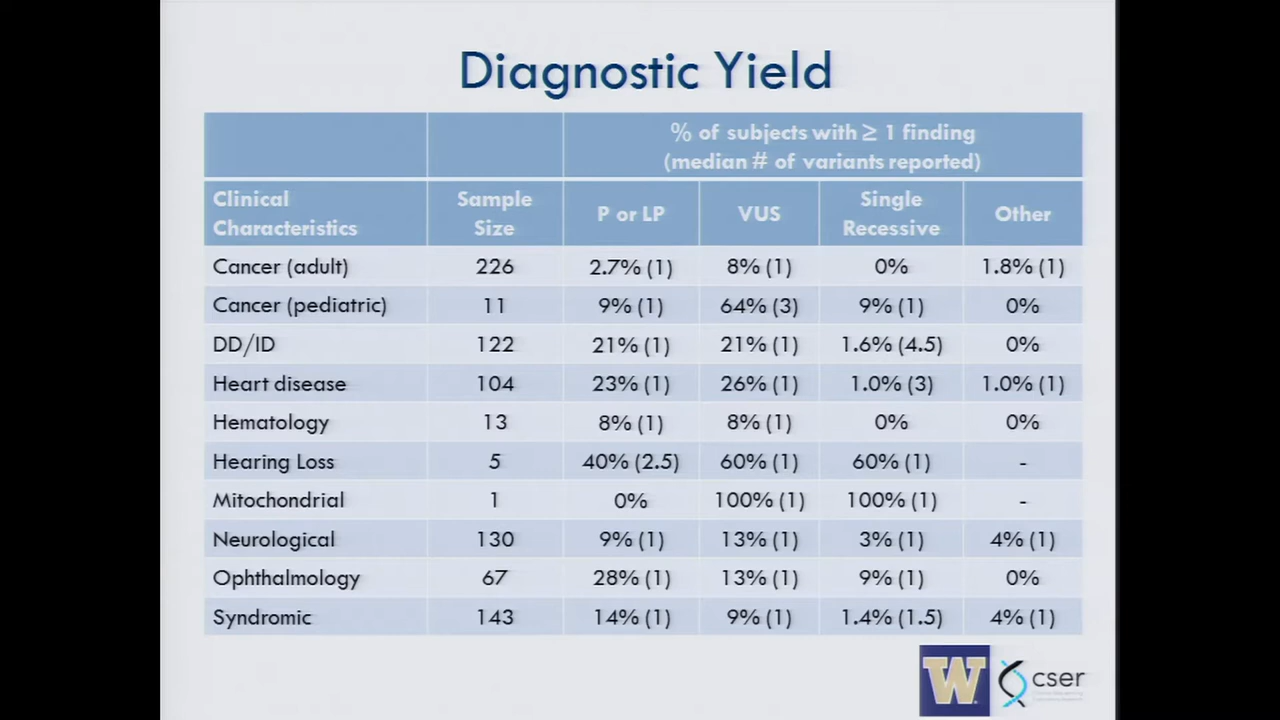 Diagnostic Yield
% of subjects with ≥ 1 finding
(median # of variants reported)
Clinical Characteristics Sample Size P or LP VUS Single Recessive Other
Cancer (adult) 226 2.7% (1) 8% (1) 0% 1.8% (1)
Cancer (pediatric) 11 9% (1) 64% (3) 9% (1) 0%
DD/ID 122 21% (1) 21% (1) 1.6% (4.5) 0%
Heart disease 104 23% (1) 26% (1) 1.0% (3) 1.0% (1)
Hematology 13 8% (1) 8% (1) 0% 0%
Hearing Loss 5 40% (2.5) 60% (1) 60% (1) -
Mitochondrial 1 0% 100% (1) 100% (1) -
Neurological 130 9% (1) 13% (1) 3% (1) 4% (1)
Ophthalmology 67 28% (1) 13% (1) 9% (1) 0%
Syndromic 143 14% (1) 9% (1) 1.4% (1.5) 4% (1)
W cser